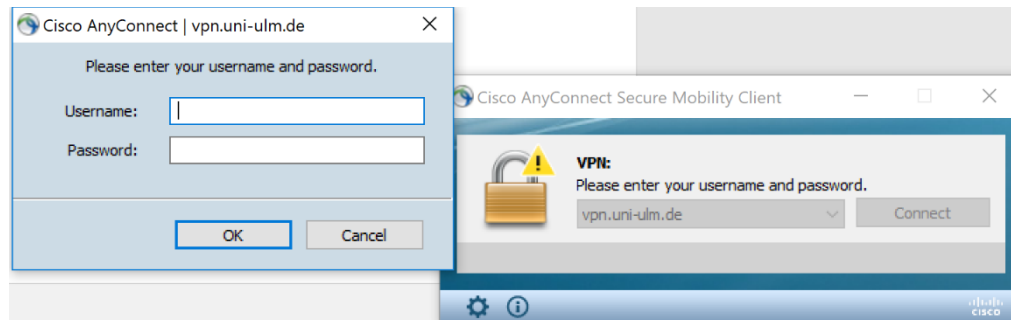 Cisco AnyConnect | vpn.uni-ulm.de
Please enter your username and password.
Username:
Password:
OK Cancel
Cisco AnyConnect Secure Mobility Client
VPN:
Please enter your username and password.
vpn.uni-ulm.de Connect
CISCO